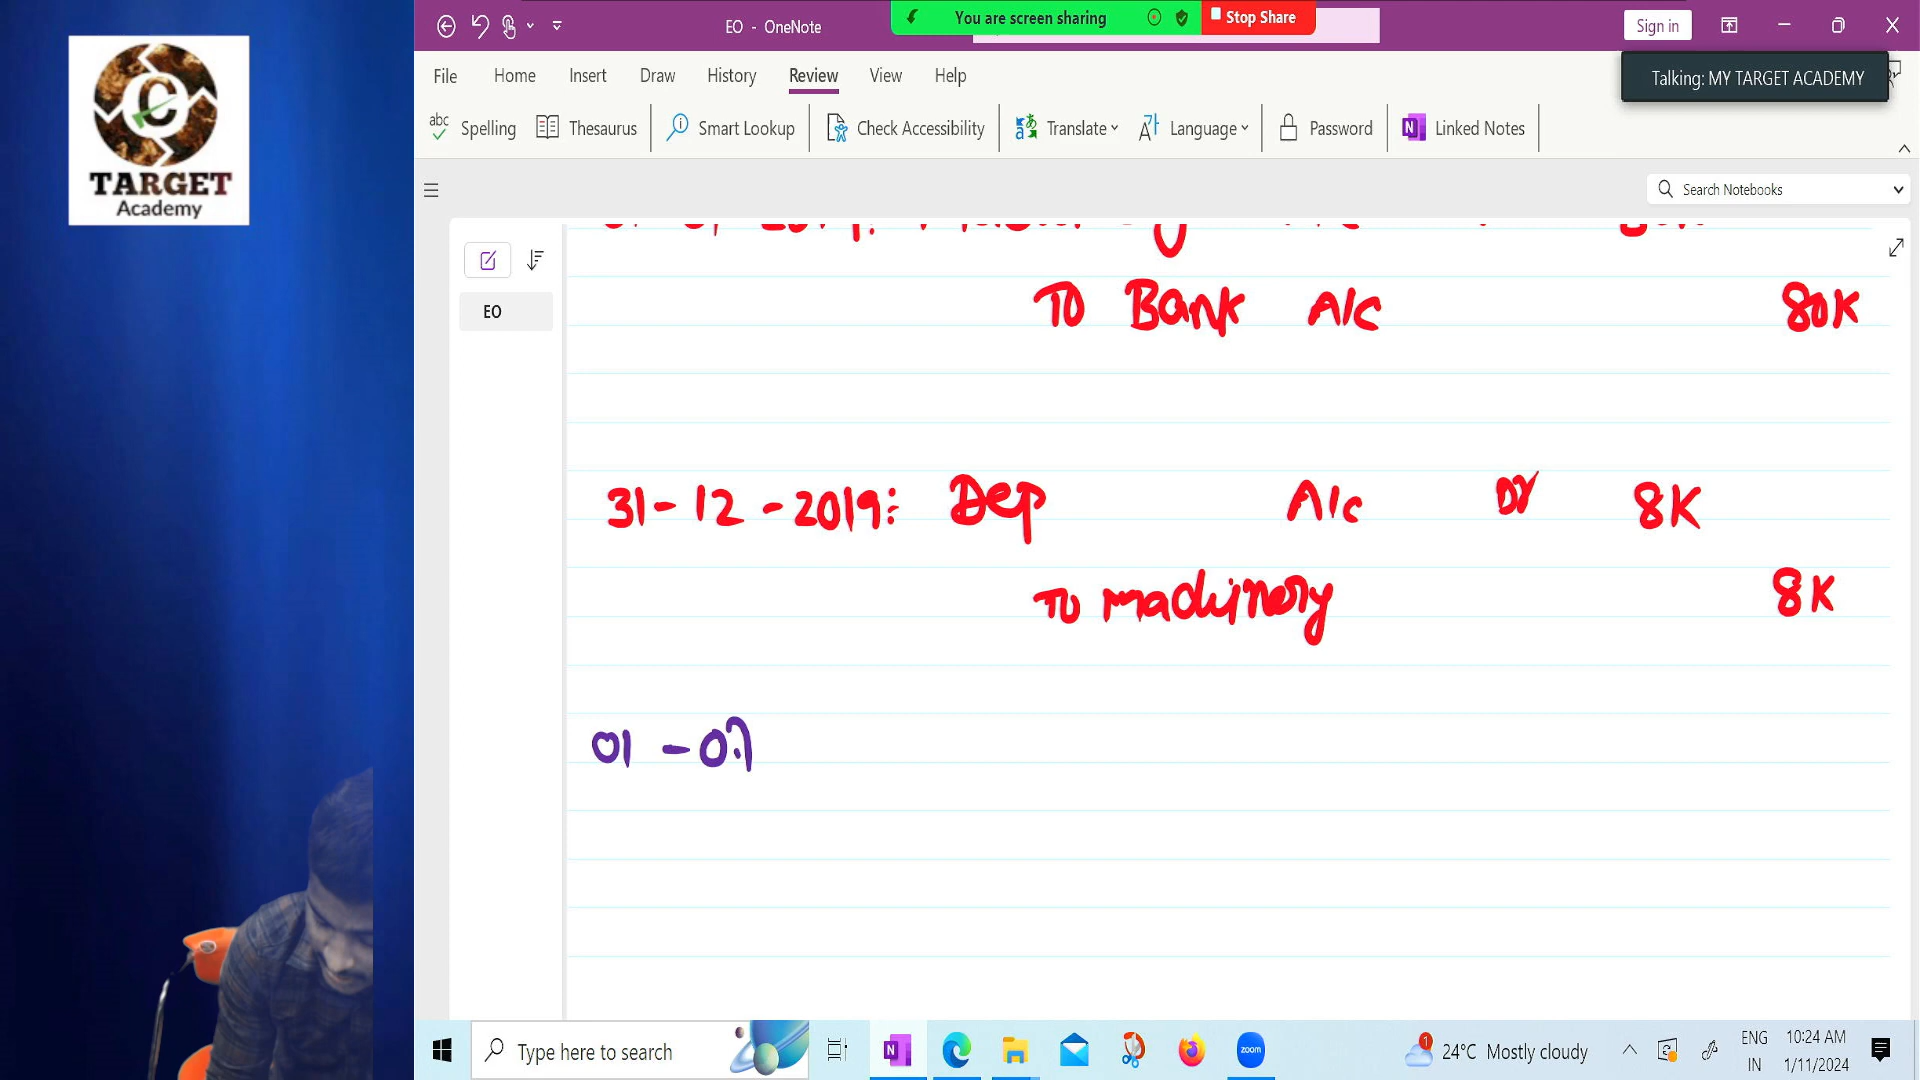 TARGET
Academy
EO - OneNote
You are screen sharing
Stop Share
Sign in
File Home Insert Draw History Review View Help
Talking: MY TARGET ACADEMY
abc Spelling Thesaurus Smart Lookup Check Accessibility Translate Language Password Linked Notes
Search Notebooks
EO
To Bank A/c 80K
31-12-2019: Dep A/c Dr 8K
To machinery 8K
01-07
Type here to search
zoom
1
24°C Mostly cloudy
ENG
IN
10:24 AM
1/11/2024